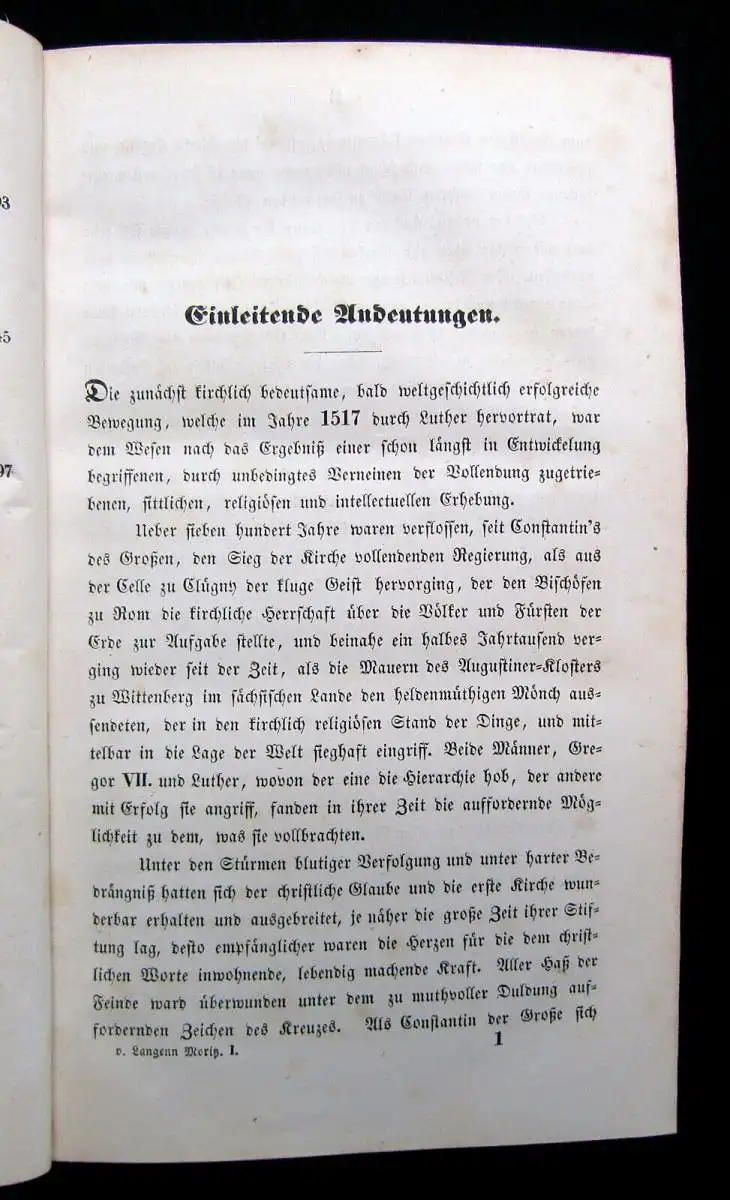 93
45
97
Einleitende Andeutungen.
Die zunächst kirchlich bedeutsame, bald weltgeschichtlich erfolgreiche
Bewegung, welche im Jahre 1517 durch Luther hervortrat, war
dem Wesen nach das Ergebniß einer schon längst in Entwickelung
begriffenen, durch unbedingtes Verneinen der Vollendung zugetrie-
benen, sittlichen, religiösen und intellectuellen Erhebung.
Ueber sieben hundert Jahre waren verflossen, seit Constantin's
des Großen, den Sieg der Kirche vollendenden Regierung, als aus
der Celle zu Clügny der kluge Geist hervorging, der den Bischöfen
zu Rom die kirchliche Herrschaft über die Völker und Fürsten der
Erde zur Aufgabe stellte, und beinahe ein halbes Jahrtausend ver-
ging wieder seit der Zeit, als die Mauern des Augustiner-Klosters
zu Wittenberg im sächsischen Lande den heldenmüthigen Mönch aus-
sendeten, der in den kirchlich religiösen Stand der Dinge, und mit-
telbar in die Lage der Welt sieghaft eingriff. Beide Männer, Gre-
gor VII. und Luther, wovon der eine die Hierarchie hob, der andere
mit Erfolg sie angriff, fanden in ihrer Zeit die auffordernde Mög-
lichkeit zu dem, was sie vollbrachten.
Unter den Stürmen blutiger Verfolgung und unter harter Be-
drängniß hatten sich der christliche Glaube und die erste Kirche wun-
derbar erhalten und ausgebreitet, je näher die große Zeit ihrer Stif-
tung lag, desto empfänglicher waren die Herzen für die dem christ-
lichen Worte inwohnende, lebendig machende Kraft. Aller Haß der
Feinde ward überwunden unter dem zu muthvoller Duldung auf-
fordernden Zeichen des Kreuzes. Als Constantin der Große sich
v. Langenn Moritz. I.
1